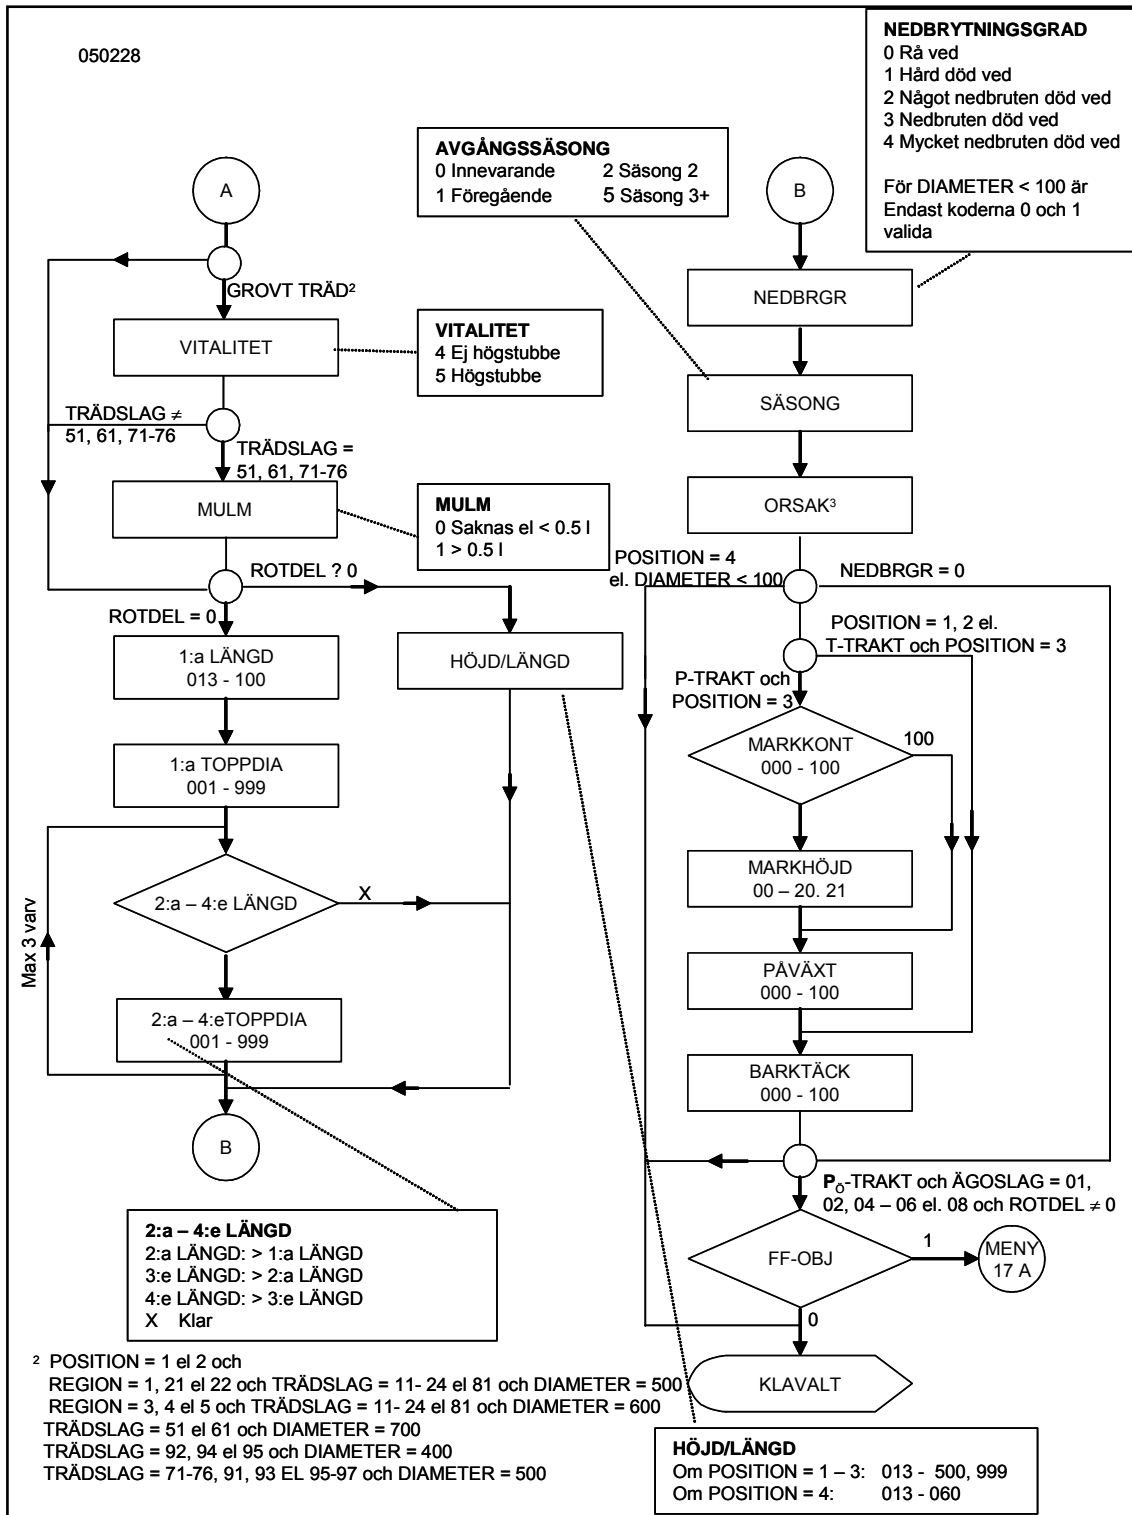 050228
NEDBRYTNINGSGRAD
0 Rå ved
1 Hård död ved
2 Något nedbruten död ved
3 Nedbruten död ved
4 Mycket nedbruten död ved
För DIAMETER < 100 är
Endast koderna 0 och 1
valida
AVGÅNGSSÄSONG
0 Innevarande 2 Säsong 2
1 Föregående 5 Säsong 3+
A
GROVT TRÄD²
VITALITET
VITALITET
4 Ej högstubbe
5 Högstubbe
TRÄDSLAG ≠
51, 61, 71-76
TRÄDSLAG =
51, 61, 71-76
MULM
MULM
0 Saknas el < 0.5 l
1 > 0.5 l
ROTDEL ? 0
ROTDEL = 0
1:a LÄNGD
013 - 100
HÖJD/LÄNGD
1:a TOPPDIA
001 - 999
2:a – 4:e LÄNGD
X
Max 3 varv
2:a – 4:eTOPPDIA
001 - 999
B
2:a – 4:e LÄNGD
2:a LÄNGD: > 1:a LÄNGD
3:e LÄNGD: > 2:a LÄNGD
4:e LÄNGD: > 3:e LÄNGD
X Klar
B
NEDBRGR
SÄSONG
ORSAK³
POSITION = 4
el. DIAMETER < 100
NEDBRGR = 0
POSITION = 1, 2 el.
T-TRAKT och POSITION = 3
P-TRAKT och
POSITION = 3
MARKKONT
000 - 100
100
MARKHÖJD
00 – 20. 21
PÅVÄXT
000 - 100
BARKTÄCK
000 - 100
PÖ-TRAKT och ÄGOSLAG = 01,
02, 04 – 06 el. 08 och ROTDEL ≠ 0
FF-OBJ
1
MENY
17 A
0
KLAVALT
² POSITION = 1 el 2 och
REGION = 1, 21 el 22 och TRÄDSLAG = 11- 24 el 81 och DIAMETER = 500
REGION = 3, 4 el 5 och TRÄDSLAG = 11- 24 el 81 och DIAMETER = 600
TRÄDSLAG = 51 el 61 och DIAMETER = 700
TRÄDSLAG = 92, 94 el 95 och DIAMETER = 400
TRÄDSLAG = 71-76, 91, 93 EL 95-97 och DIAMETER = 500
HÖJD/LÄNGD
Om POSITION = 1 – 3: 013 - 500, 999
Om POSITION = 4: 013 - 060